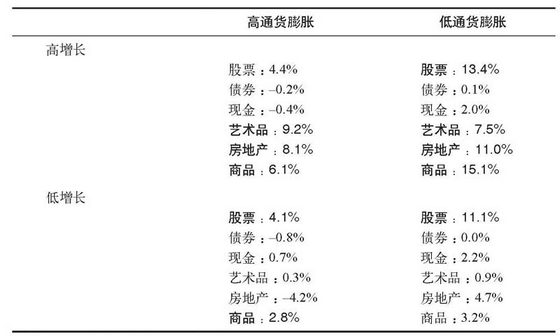 高通货膨胀 低通货膨胀
高增长
股票：4.4% 股票：13.4%
债券：–0.2% 债券：0.1%
现金：–0.4% 现金：2.0%
艺术品：9.2% 艺术品：7.5%
房地产：8.1% 房地产：11.0%
商品：6.1% 商品：15.1%
低增长
股票：4.1% 股票：11.1%
债券：–0.8% 债券：0.0%
现金：0.7% 现金：2.2%
艺术品：0.3% 艺术品：0.9%
房地产：–4.2% 房地产：4.7%
商品：2.8% 商品：3.2%